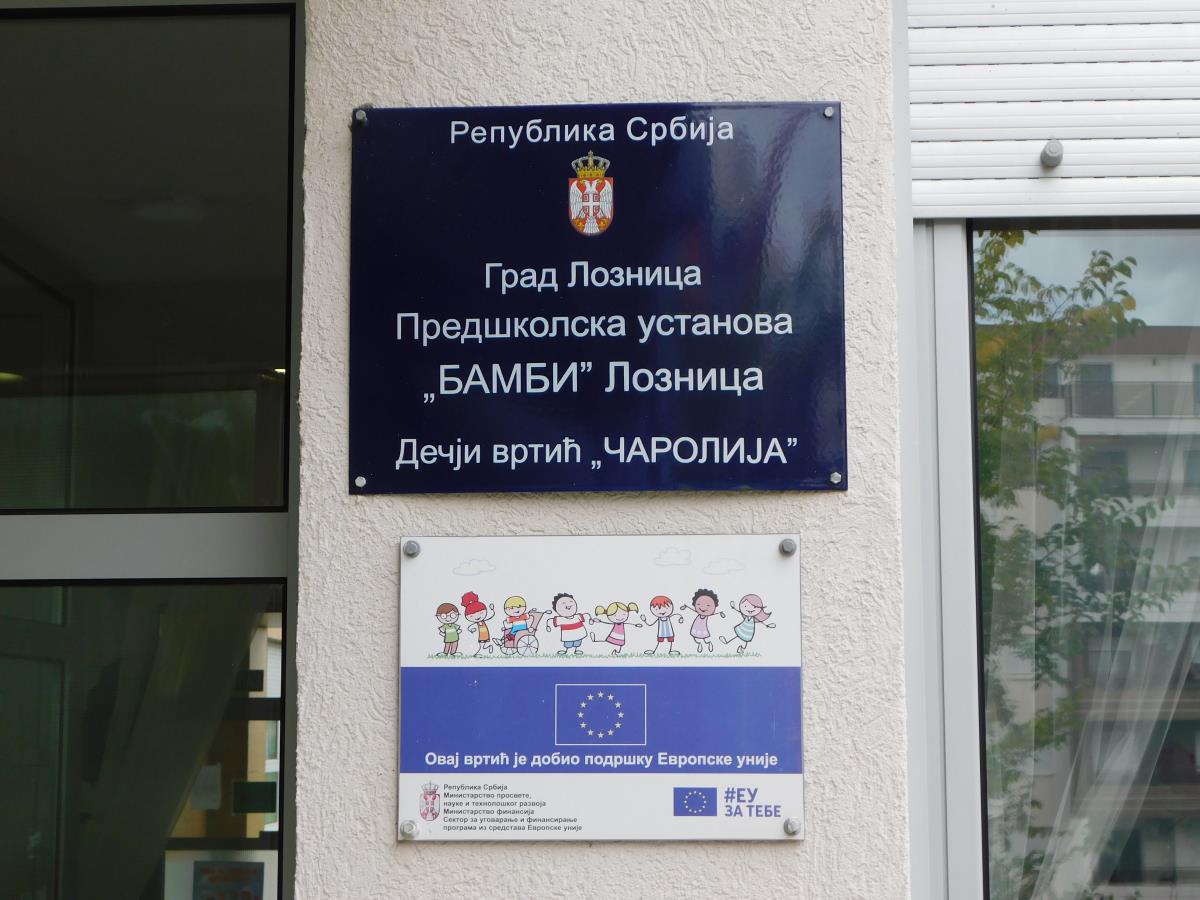 Република Србија
Град Лозница
Предшколска установа
„БАМБИ” Лозница
Дечји вртић „ЧАРОЛИЈА”
Овај вртић је добио подршку Европске уније
Република Србија
Министарство просвете,
науке и технолошког развоја
Министарство финансија
Сектор за уговарање и финансирање
програма из средстава Европске уније
#ЕУ
ЗА ТЕБЕ